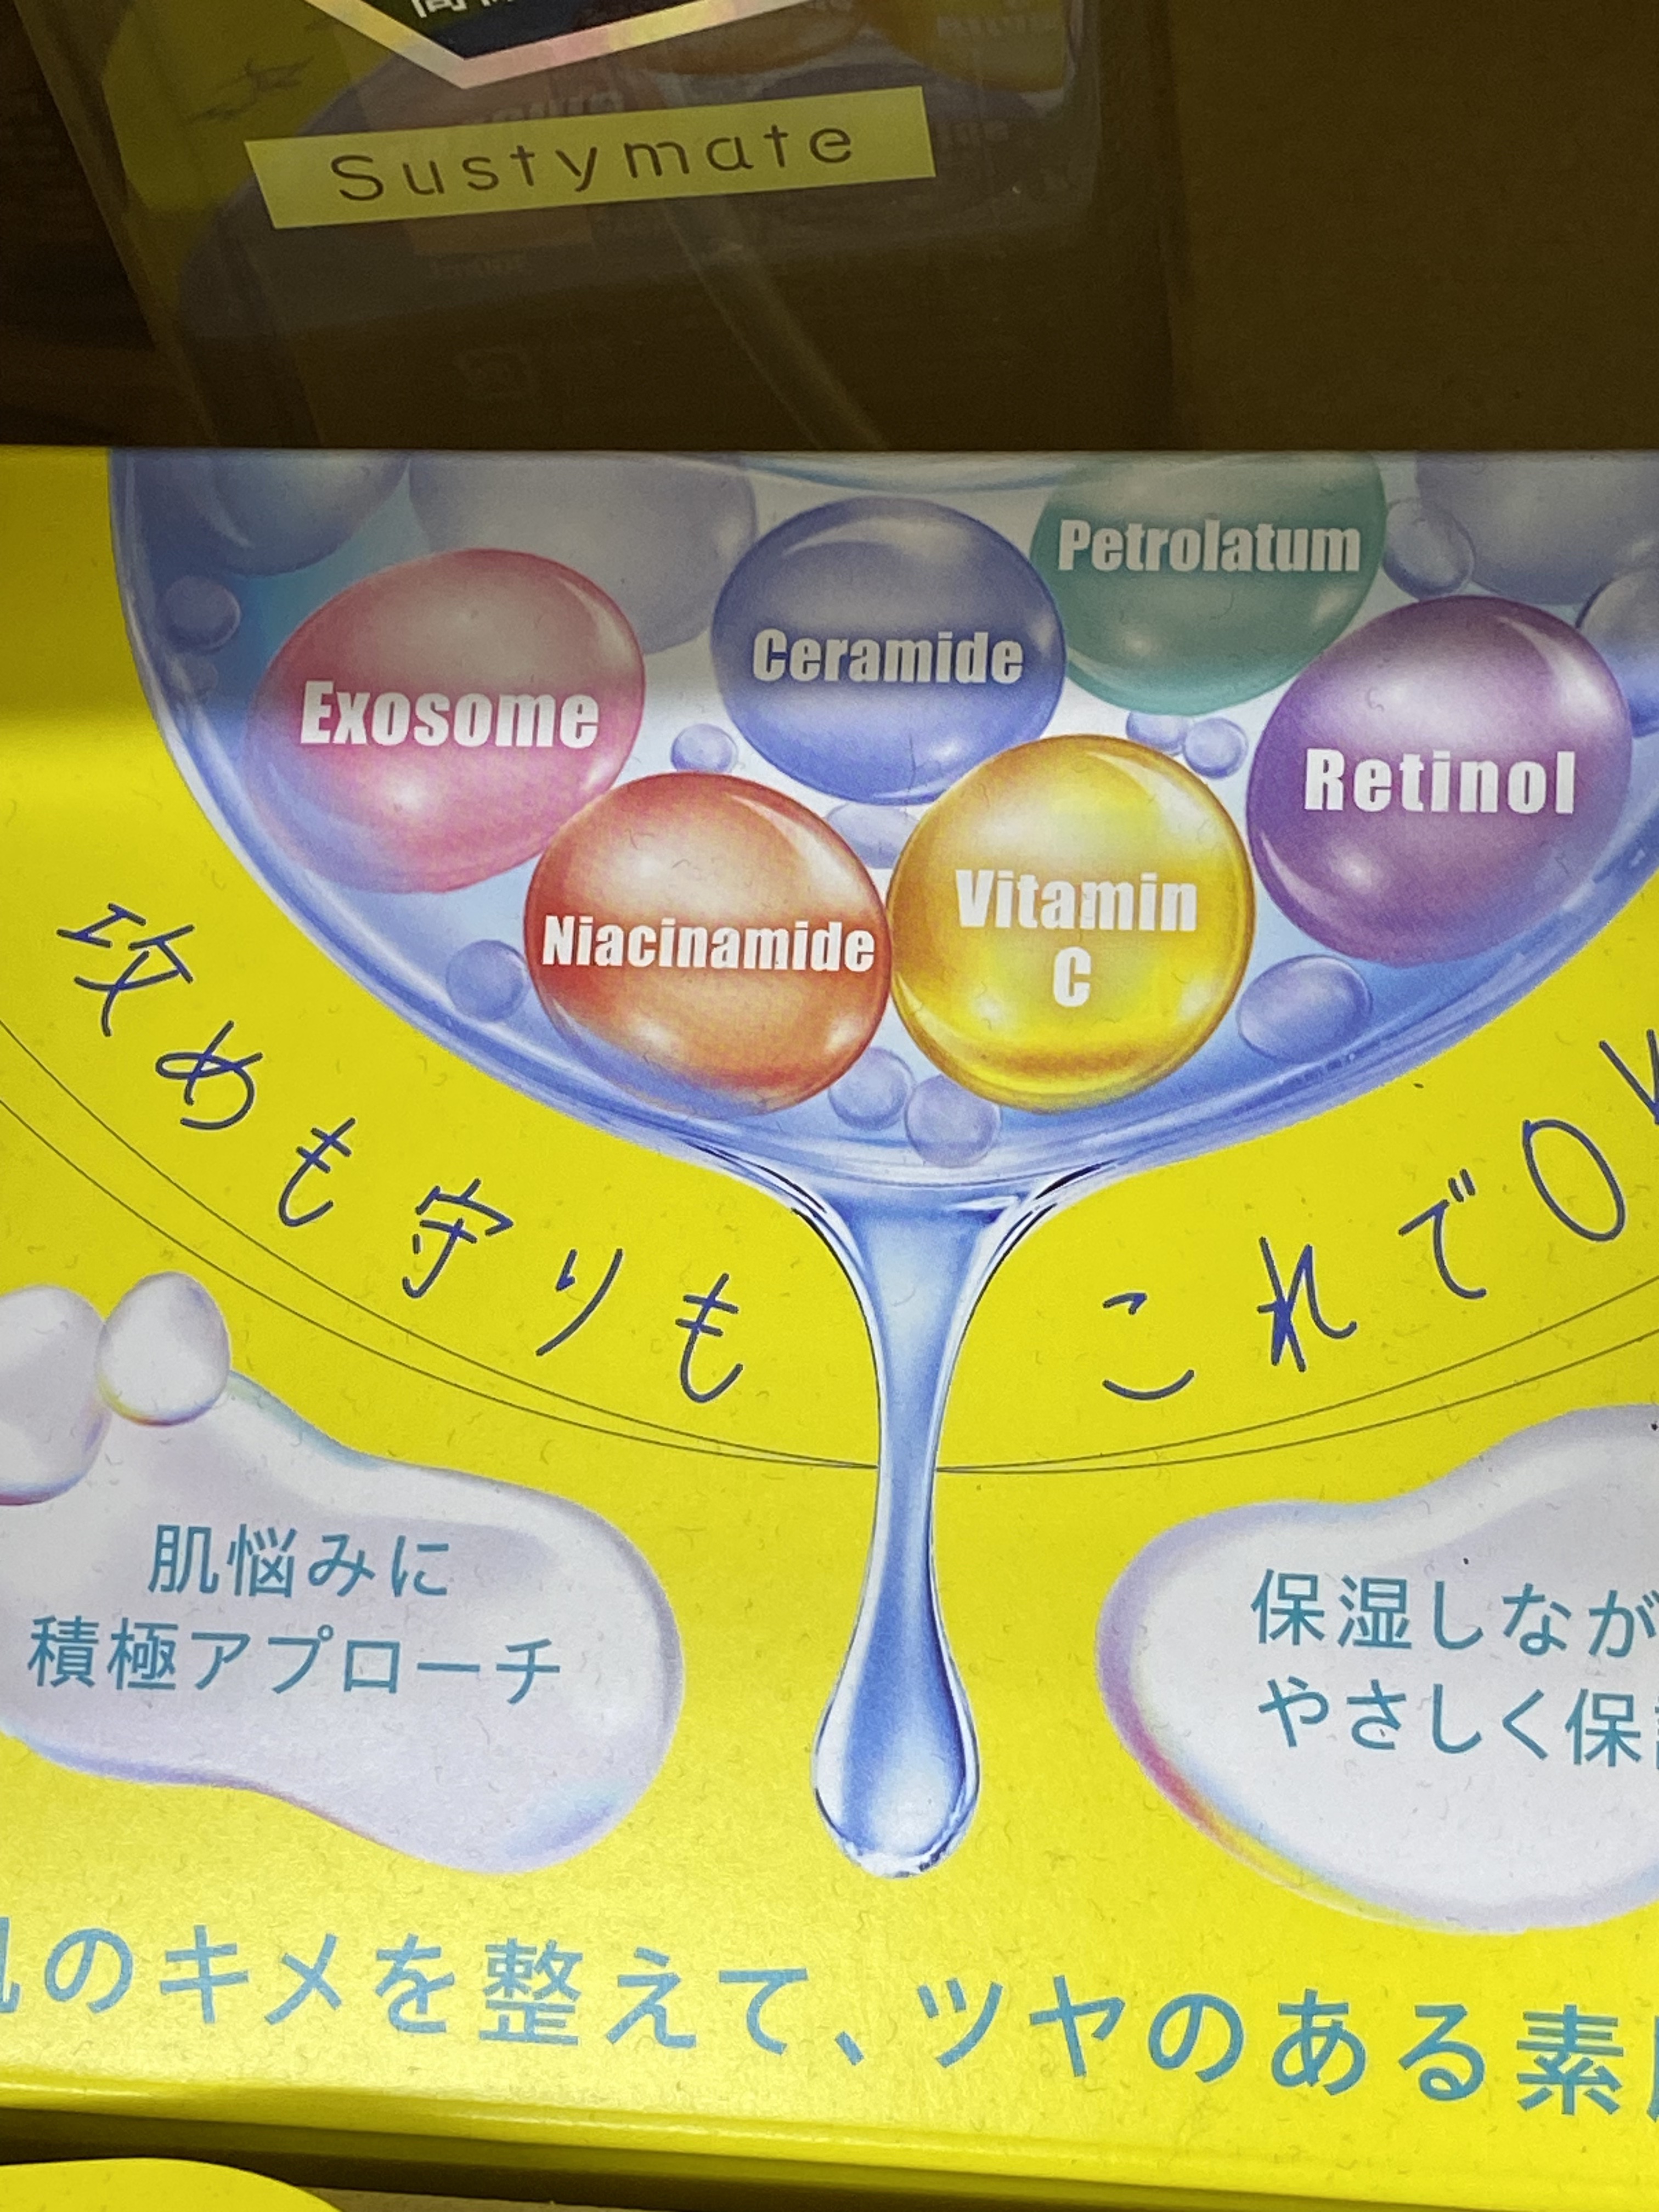 Sustymate
Petrolatum
Ceramide
Exosome
Retinol
Niacinamide
Vitamin
C
攻めも守りも
これでO
肌悩みに
積極アプローチ
保湿しなが
やさしく保
のキメを整えて、ツヤのある素